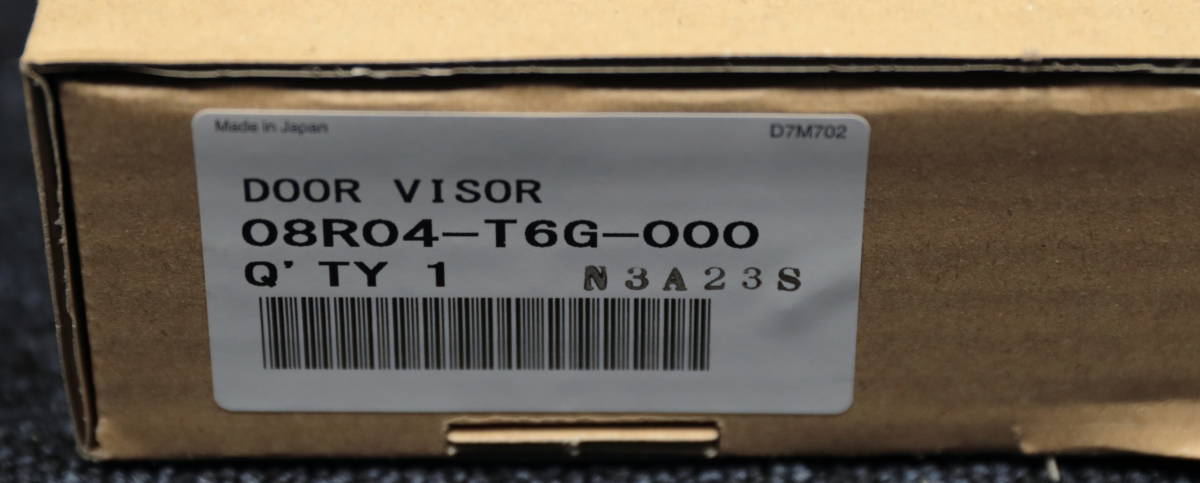 Made in Japan
D7M702
DOOR VISOR
08R04-T6G-000
Q'TY 1 N3A23S